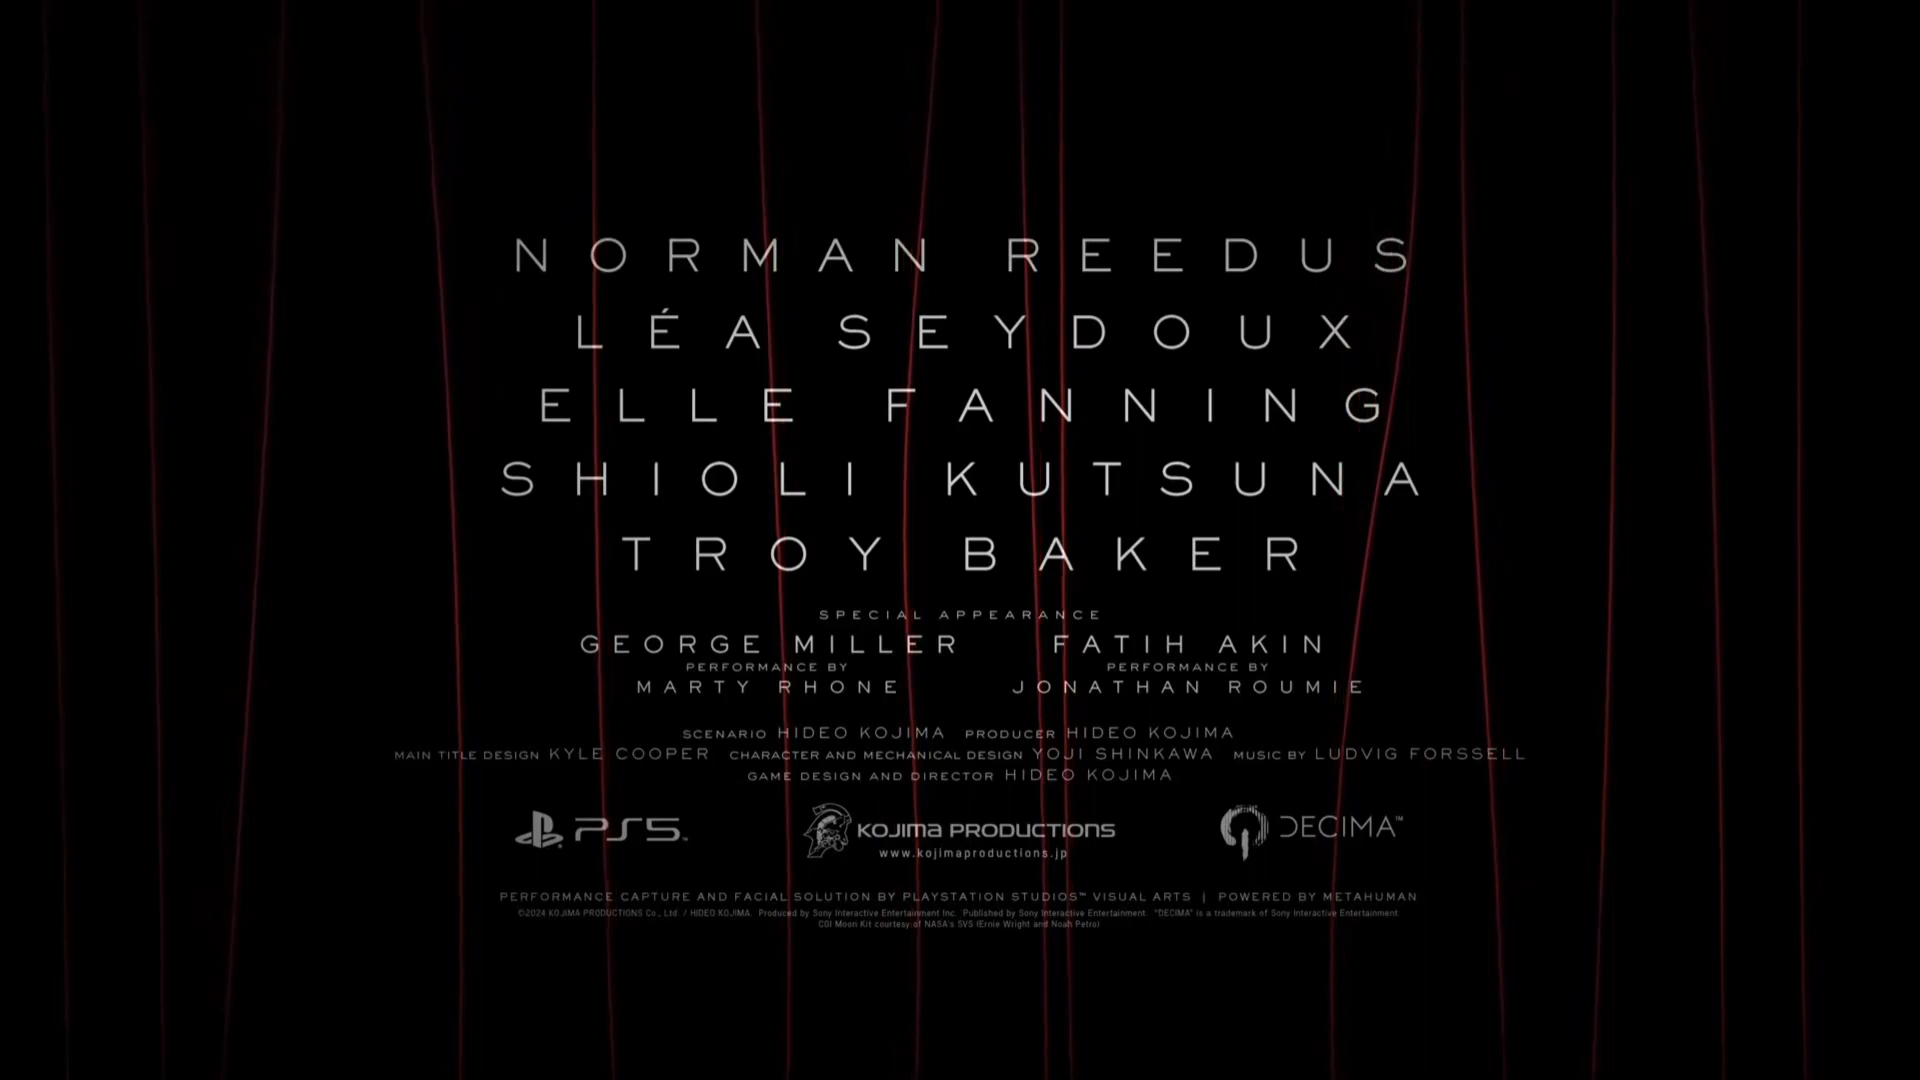 NORMAN REEDUS
LÉA SEYDOUX
ELLE FANNING
SHIOLI KUTSUNA
TROY BAKER
SPECIAL APPEARANCE
GEORGE MILLER FATIH AKIN
PERFORMANCE BY PERFORMANCE BY
MARTY RHONE JONATHAN ROUMIE
SCENARIO HIDEO KOJIMA PRODUCER HIDEO KOJIMA
MAIN TITLE DESIGN KYLE COOPER CHARACTER AND MECHANICAL DESIGN YOJI SHINKAWA MUSIC BY LUDVIG FORSSELL
GAME DESIGN AND DIRECTOR HIDEO KOJIMA
PS5™ KOJIMA PRODUCTIONS DECIMA™
www.kojimaproductions.jp
PERFORMANCE CAPTURE AND FACIAL SOLUTION BY PLAYSTATION STUDIOS™ VISUAL ARTS | POWERED BY METAHUMAN
©2024 KOJIMA PRODUCTIONS Co., Ltd. / HIDEO KOJIMA. Produced by Sony Interactive Entertainment Inc. Published by Sony Interactive Entertainment. "DECIMA" is a trademark of Sony Interactive Entertainment.
CGI Moon Kit courtesy of NASA's SVS (Ernie Wright and Noah Petro)